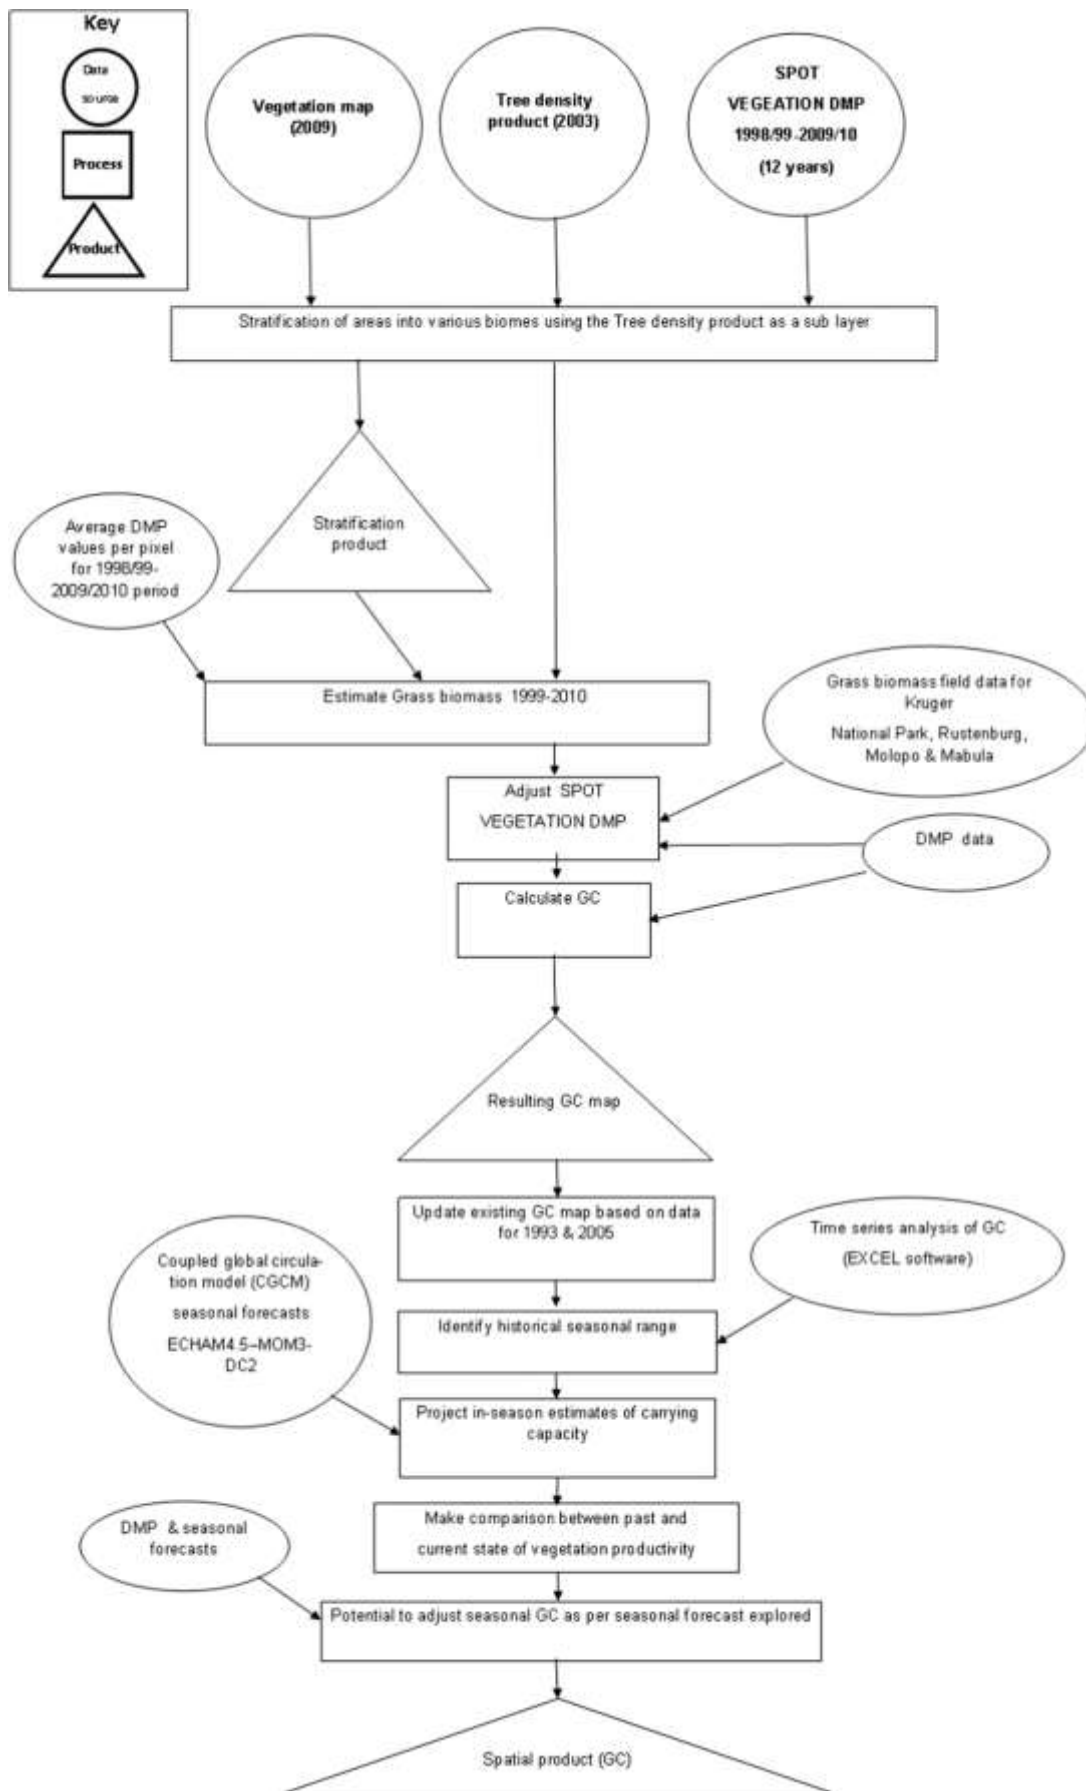 Key
Data
source
Process
Product
Vegetation map
(2009)
Tree density
product (2003)
SPOT
VEGEATION DMP
1998/99-2009/10
(12 years)
Stratification of areas into various biomes using the Tree density product as a sub layer
Stratification
product
Average DMP
values per pixel
for 1998/99-
2009/2010 period
Estimate Grass biomass 1999-2010
Grass biomass field data for
Kruger
National Park, Rustenburg,
Molopo & Mabula
Adjust SPOT
VEGETATION DMP
DMP data
Calculate GC
Resulting GC map
Update existing GC map based on data
for 1993 & 2005
Time series analysis of GC
(EXCEL software)
Coupled global circula-
tion model (CGCM)
seasonal forecasts
ECHAM4.5–MOM3-
DC2
Identify historical seasonal range
Project in-season estimates of carrying
capacity
Make comparison between past and
current state of vegetation productivity
DMP & seasonal
forecasts
Potential to adjust seasonal GC as per seasonal forecast explored
Spatial product (GC)